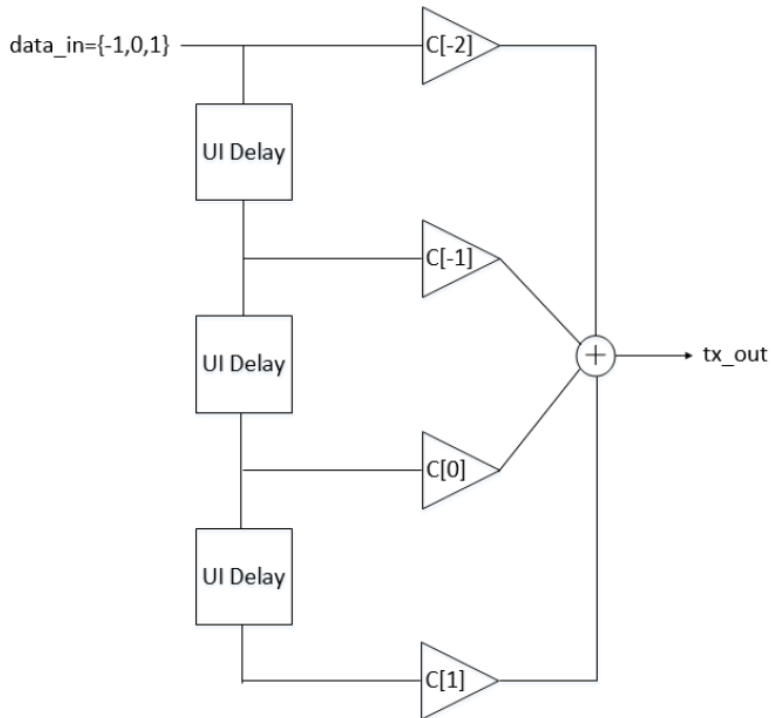 data_in={-1,0,1}
C[-2]
UI Delay
C[-1]
UI Delay
+
tx_out
C[0]
UI Delay
C[1]